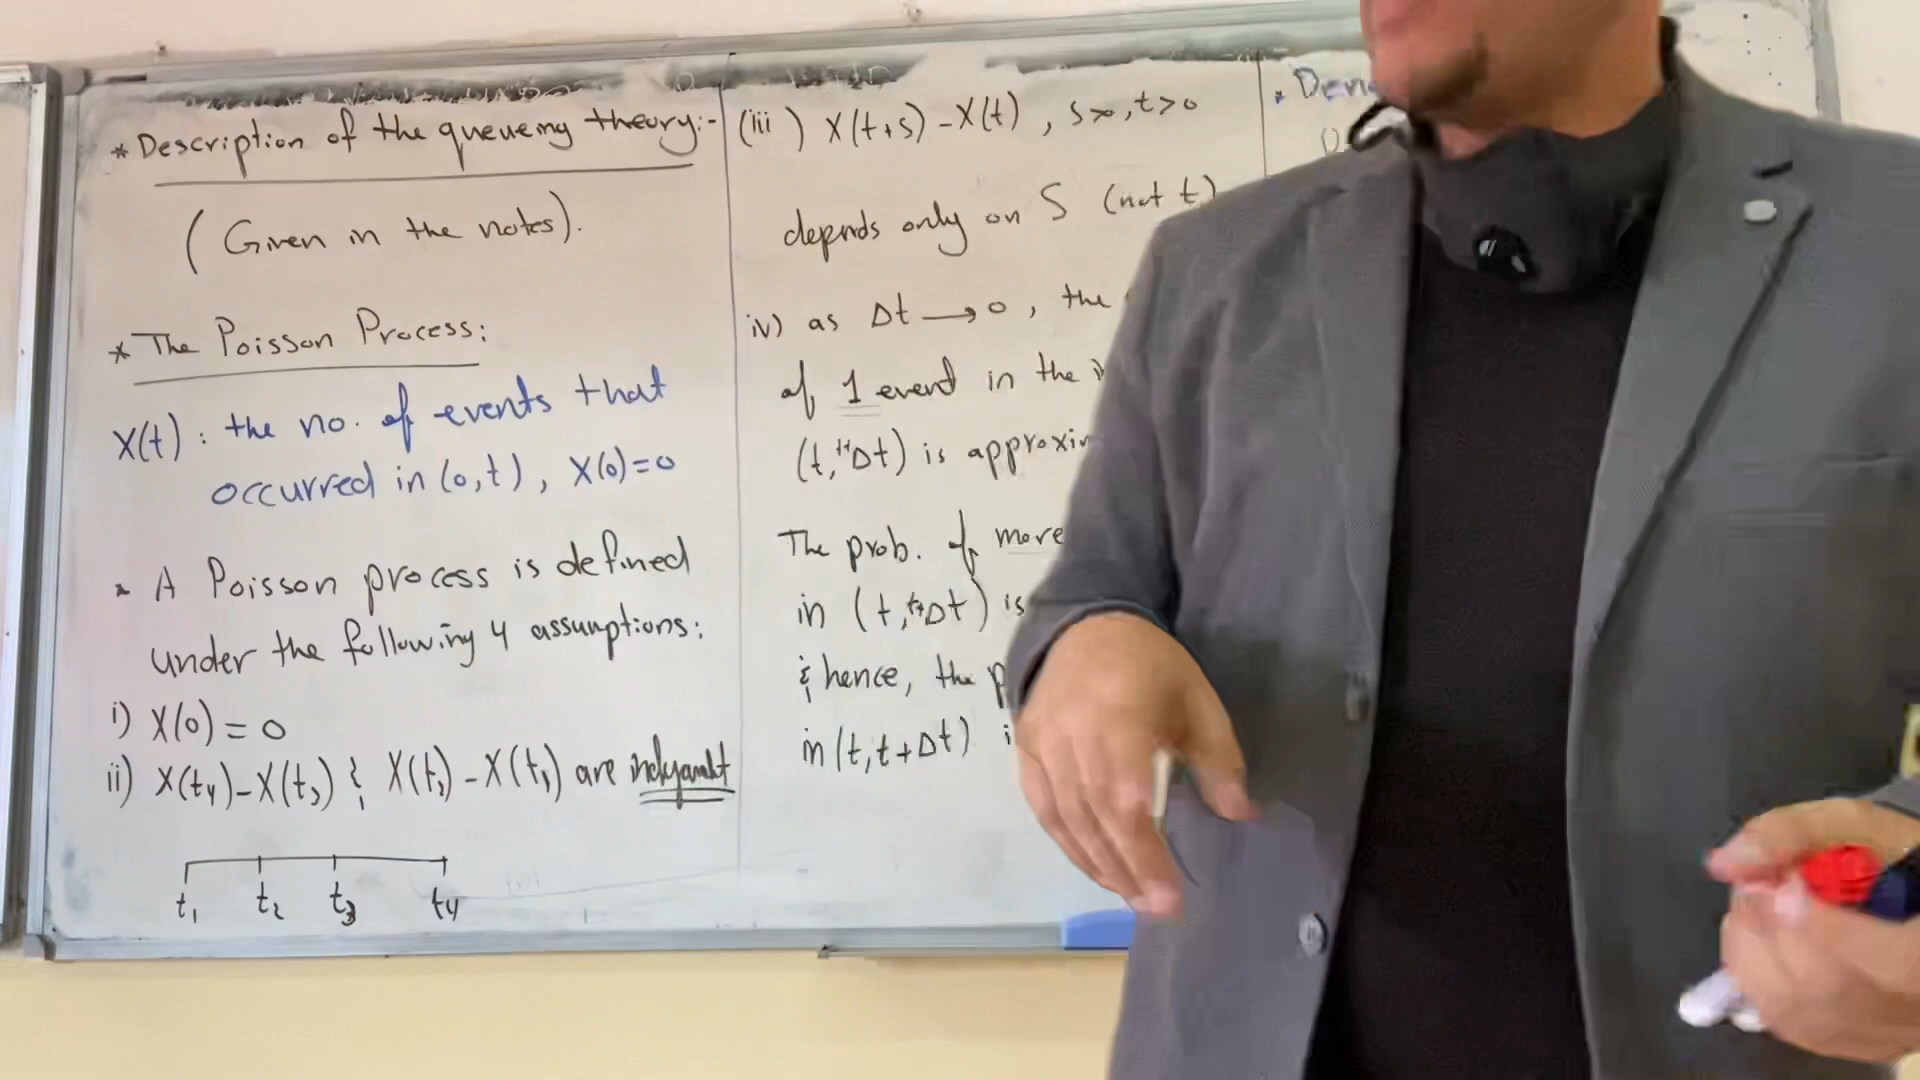 * Description of the queueing theory:-
( Given in the notes).
* The Poisson Process:
X(t) : the no. of events that
occurred in (0,t), X(0)=0
A Poisson process is defined
under the following 4 assumptions:
i) X(0) = 0
ii) X(t4)-X(t3) & X(t2)-X(t1) are
t1 t2 t3 t4
(iii) X(t+s)-X(t), s>0, t>0
depends only on S (not t)
iv) as Δt → 0, the
of 1 event in the
(t,t+Δt) is
The prob. of more
in (t,t+Δt) is
& hence, the
in (t,t+Δt)